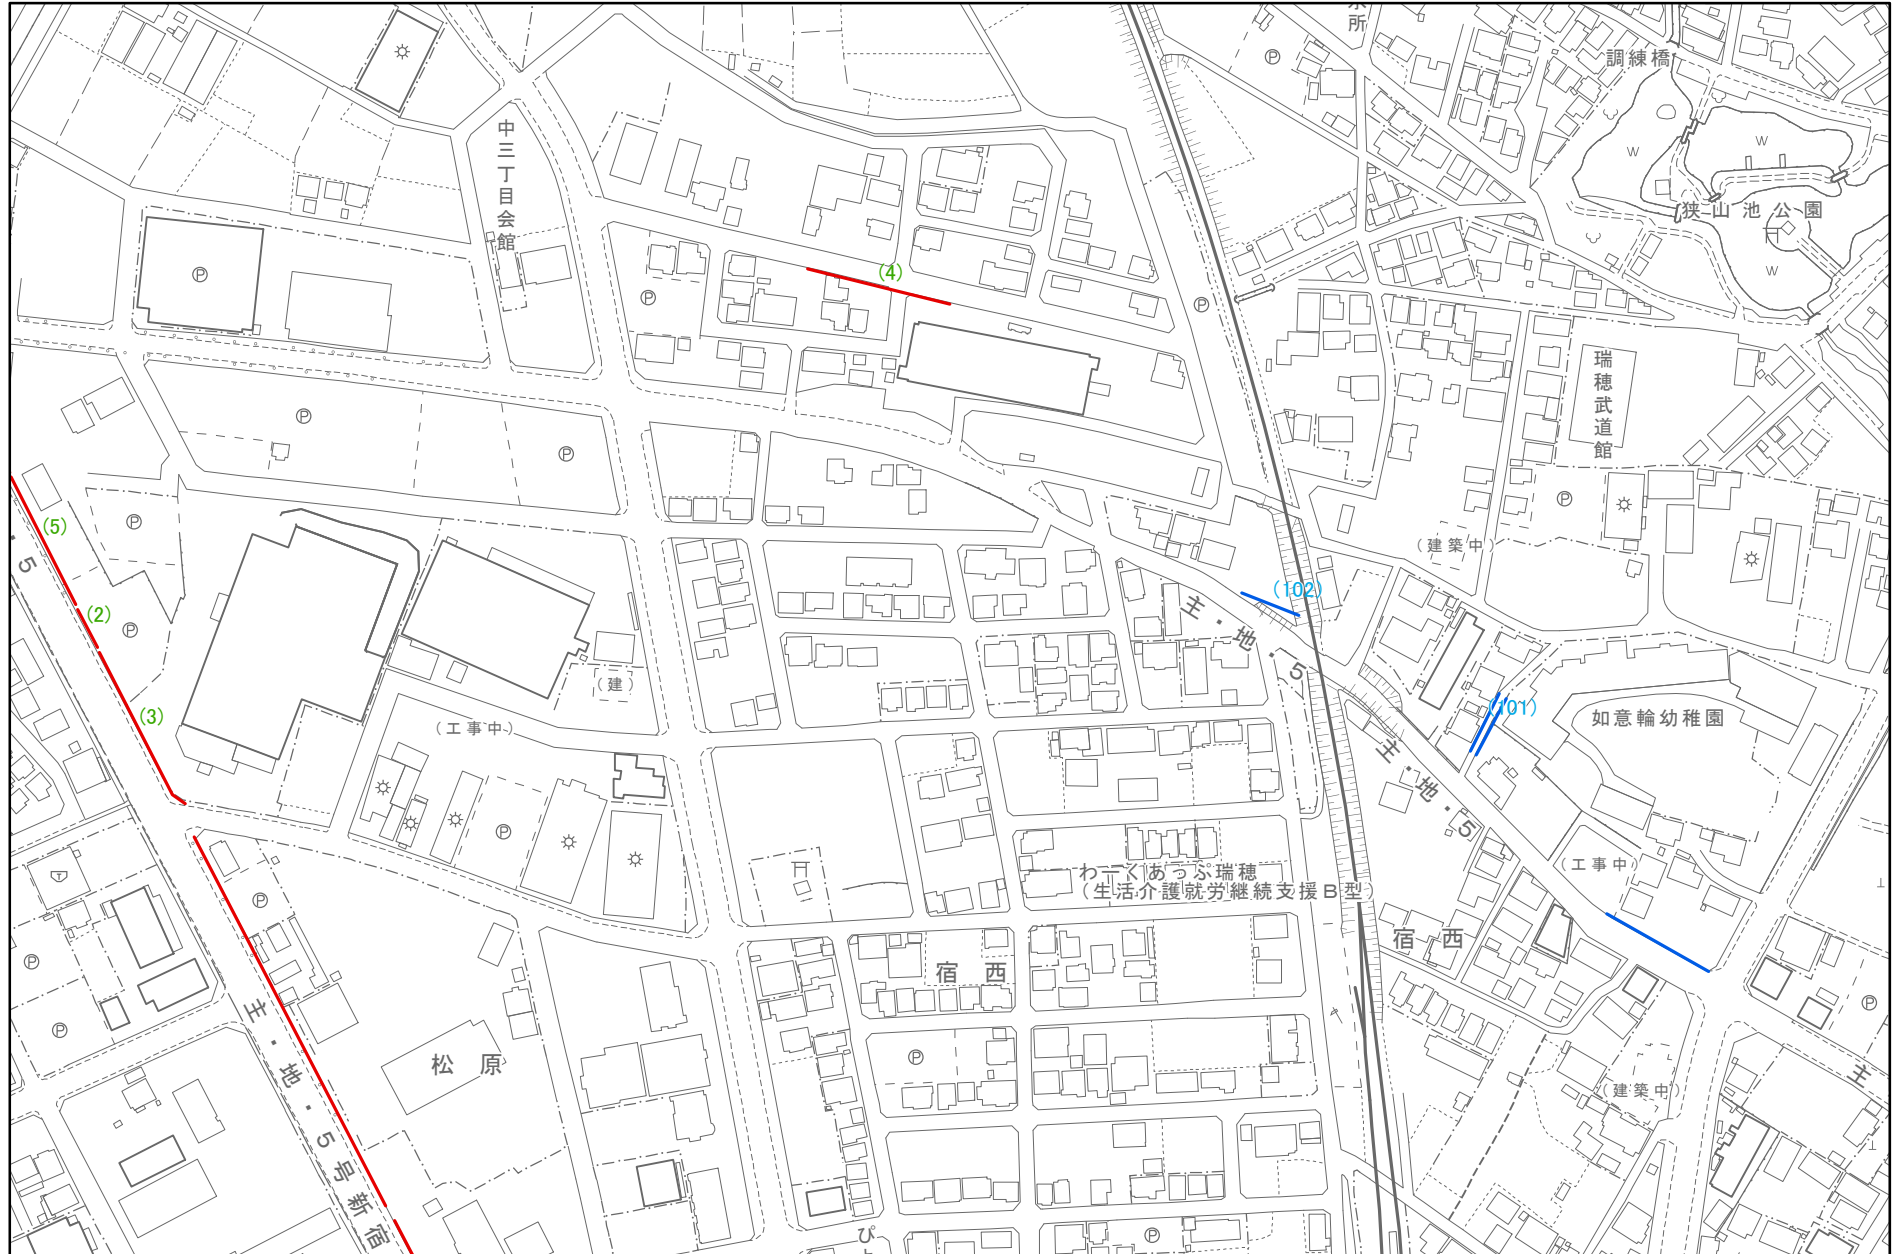 水所
調練橋
中三丁目会館
狭山池公園
(4)
瑞穂武道館
(5)
・5
(建築中)
(102)
(2)
主・地・5
(建)
(3)
(101)
如意輪幼稚園
(工事中)
主・地・5
(工事中)
わーくあっぷ瑞穂
(生活介護就労継続支援B型)
宿西
宿西
松原
主・地・5号新宿
(建築中)
主
ぴ